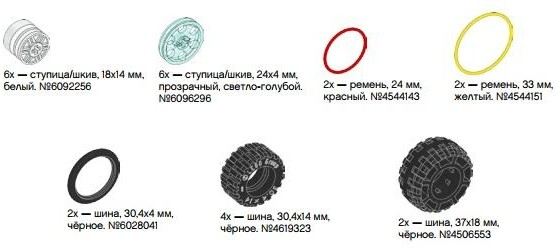 6x — ступица/шкив, 18x14 мм,
белый. №6092256
6x — ступица/шкив, 24x4 мм,
прозрачный, светло-голубой.
№6096296
2x — ремень, 24 мм,
красный. №4544143
2x — ремень, 33 мм,
желтый. №4544151
2x — шина, 30,4x4 мм,
чёрное. №6028041
4x — шина, 30,4x14 мм,
чёрное. №4619323
2x — шина, 37x18 мм,
чёрное. №4506553